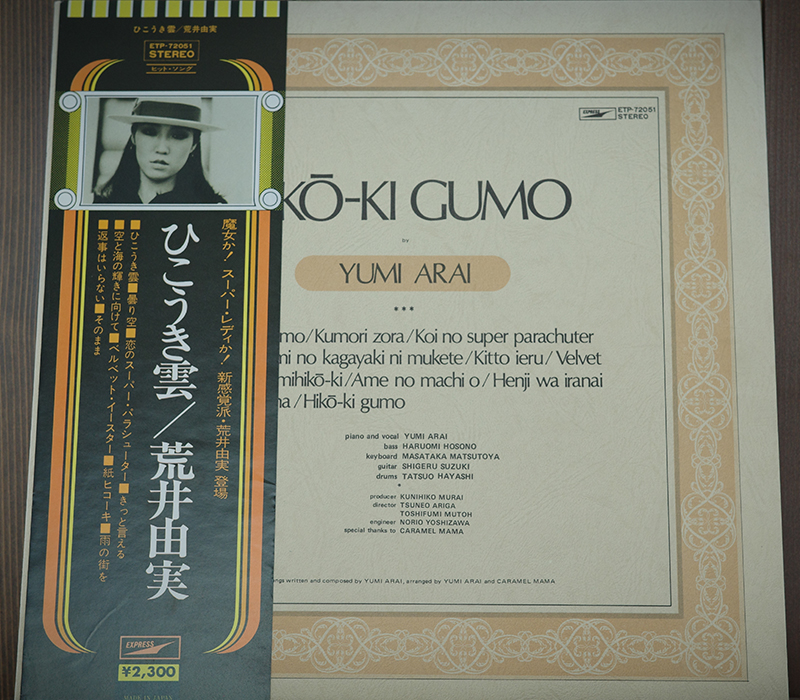 ひこうき雲/荒井由実
ETP-72051
STEREO
ヒット・ソング
魔女か! スーパー・レディか! 新感覚派・荒井由実 登場
ひこうき雲/荒井由実
■ひこうき雲■曇り空■恋のスーパー・パラシューター■きっと言える
■空と海の輝きに向けて■ベルベット・イースター■紙ヒコーキ■雨の街を
■返事はいらない■そのまま
EXPRESS
¥2,300
MADE IN JAPAN
EXPRESS
ETP-72051
STEREO
KŌ-KI GUMO
by
YUMI ARAI
***
mo/Kumori zora/Koi no super parachuter
mi no kagayaki ni mukete/Kitto ieru/Velvet
mihikō-ki/Ame no machi o/Henji wa iranai
na/Hikō-ki gumo
piano and vocal YUMI ARAI
bass HARUOMI HOSONO
keyboard MASATAKA MATSUTOYA
guitar SHIGERU SUZUKI
drums TATSUO HAYASHI
*
producer KUNIHIKO MURAI
director TSUNEO ARIGA
TOSHIFUMI MUTOH
engineer NORIO YOSHIZAWA
special thanks to CARAMEL MAMA
ngs written and composed by YUMI ARAI, arranged by YUMI ARAI and CARAMEL MAMA